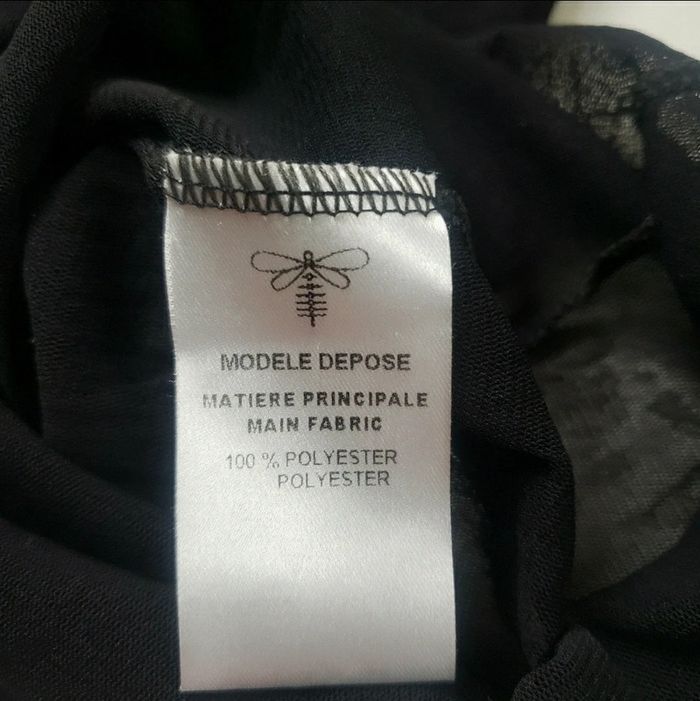 MODELE DEPOSE
MATIERE PRINCIPALE
MAIN FABRIC
100 % POLYESTER
POLYESTER